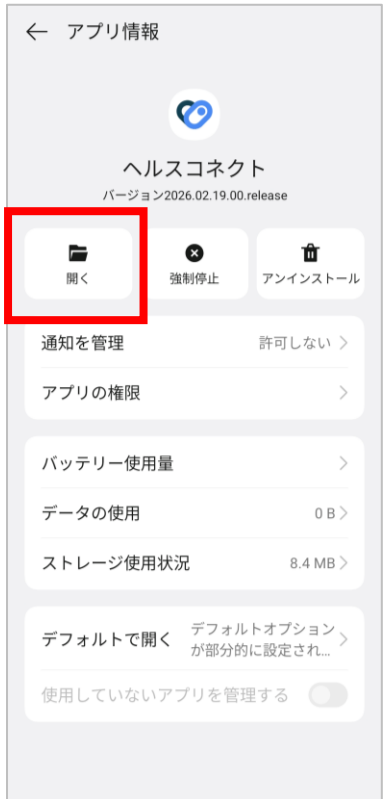 ← アプリ情報
ヘルスコネクト
バージョン2026.02.19.00.release
開く
強制停止
アンインストール
通知を管理 許可しない
アプリの権限
バッテリー使用量
データの使用 0 B
ストレージ使用状況 8.4 MB
デフォルトで開く デフォルトオプション
が部分的に設定され...
使用していないアプリを管理する